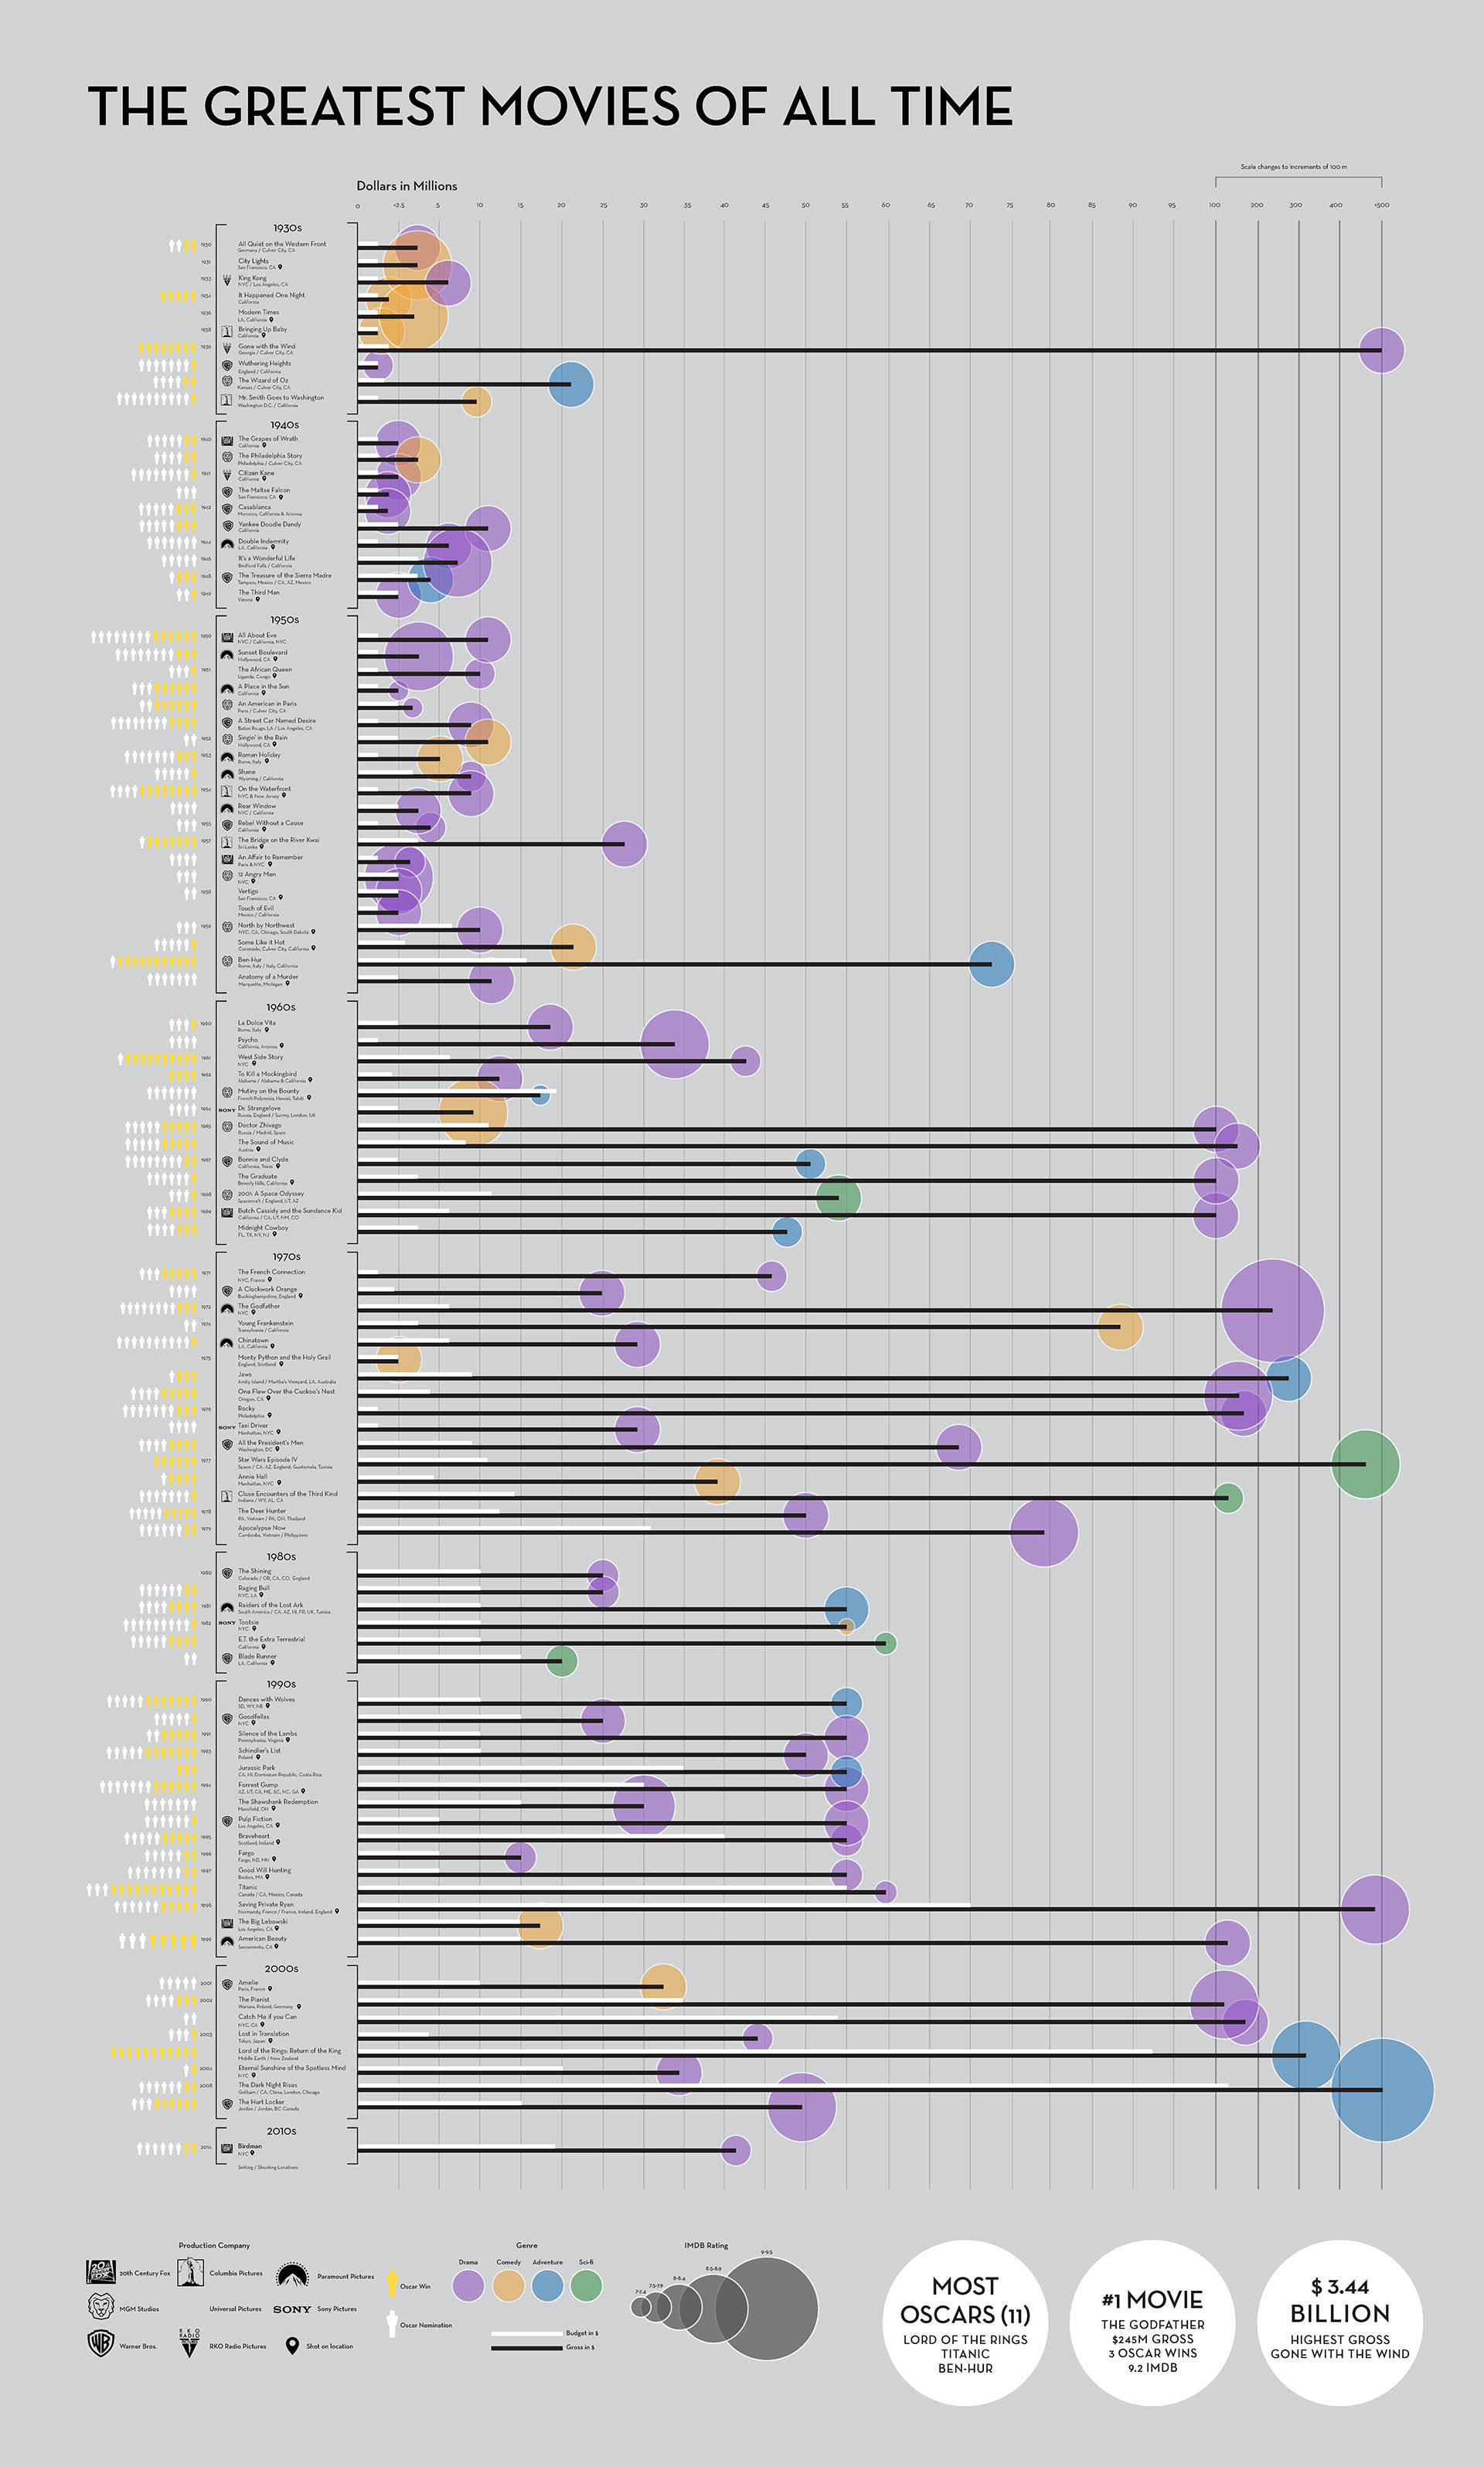 THE GREATEST MOVIES OF ALL TIME
Scale changes to increments of 100 m
Dollars in Millions
0 +2.5 5 10 15 20 25 30 35 40 45 50 55 60 65 70 75 80 85 90 95 100 200 300 400 +500
1930s
1930 All Quiet on the Western Front
Germany / Culver City, CA
1931 City Lights
San Francisco, CA
1933 King Kong
NYC / Los Angeles, CA
1934 It Happened One Night
California
1936 Modern Times
LA, California
1938 Bringing Up Baby
California
1939 Gone with the Wind
Georgia / Culver City, CA
Wuthering Heights
England / California
The Wizard of Oz
Kansas / Culver City, CA
Mr. Smith Goes to Washington
Washington D.C. / California
1940s
1940 The Grapes of Wrath
California
The Philadelphia Story
Philadelphia / Culver City, CA
1941 Citizen Kane
California
The Maltse Falcon
San Francisco, CA
1942 Casablanca
Morocco, California & Arizona
Yankee Doodle Dandy
California
1944 Double Indemnity
LA, California
1946 It's a Wonderful Life
Bedford Falls / California
1948 The Treasure of the Sierra Madre
Tampico, Mexico / CA, AZ, Mexico
1949 The Third Man
Vienna
1950s
1950 All About Eve
NYC / California, NYC
Sunset Boulevard
Hollywood, CA
1951 The African Queen
Uganda, Congo
A Place in the Sun
California
An American in Paris
Paris / Culver City, CA
A Street Car Named Desire
Baton Rouge, LA / Los Angeles, CA
1952 Singin' in the Rain
Hollywood, CA
1953 Roman Holiday
Rome, Italy
Shane
Wyoming / California
1954 On the Waterfront
NYC & New Jersey
Rear Window
NYC / California
1955 Rebel Without a Cause
California
1957 The Bridge on the River Kwai
Sri Lanka
An Affair to Remember
Paris & NYC
12 Angry Men
NYC
1958 Vertigo
San Francisco, CA
Touch of Evil
Mexico / California
1959 North by Northwest
NYC, CA, Chicago, South Dakota
Some Like it Hot
Coronado, Culver City, California
Ben-Hur
Rome, Italy / Italy, California
Anatomy of a Murder
Marquette, Michigan
1960s
1960 La Dolce Vita
Rome, Italy
Psycho
California, Arizona
1961 West Side Story
NYC
1962 To Kill a Mockingbird
Alabama / Alabama & California
Mutiny on the Bounty
French Polynesia, Hawaii, Tahiti
1964 SONY Dr. Strangelove
Russia, England / Surrey, London, UK
1965 Doctor Zhivago
Russia / Madrid, Spain
The Sound of Music
Austria
1967 Bonnie and Clyde
California, Texas
The Graduate
Beverly Hills, California
1968 2001: A Space Odyssey
Spacecraft / England, UT, AZ
1969 Butch Cassidy and the Sundance Kid
California / CA, UT, NM, CO
Midnight Cowboy
FL, TX, NY, NJ
1970s
1971 The French Connection
NYC, France
A Clockwork Orange
Buckinghampshire, England
1972 The Godfather
NYC
1974 Young Frankenstein
Transylvania / California
Chinatown
LA, California
1975 Monty Python and the Holy Grail
England, Scotland
Jaws
Amity Island / Martha's Vineyard, LA, Australia
One Flew Over the Cuckoo's Nest
Oregon, CA
1976 Rocky
Philadelphia
SONY Taxi Driver
Manhattan, NYC
All the President's Men
Washington, DC
1977 Star Wars Episode IV
Space / CA, AZ, England, Guatemala, Tunisia
Annie Hall
Manhattan, NYC
Close Encounters of the Third Kind
Indiana / WY, AL, CA
1978 The Deer Hunter
PA, Vietnam / PA, OH, Thailand
1979 Apocalypse Now
Cambodia, Vietnam / Philippines
1980s
1980 The Shining
Colorado / OR, CA, CO, England
Raging Bull
NYC, LA
1981 Raiders of the Lost Ark
South America / CA, AZ, HI, FR, UK, Tunisia
1982 SONY Tootsie
NYC
E.T. the Extra Terrestrial
California
Blade Runner
LA, California
1990s
1990 Dances with Wolves
SD, WY, NB
Goodfellas
NYC
1991 Silence of the Lambs
Pennsylvania, Virginia
1993 Schindler's List
Poland
Jurassic Park
CA, HI, Dominican Republic, Costa Rica
1994 Forrest Gump
AZ, UT, CA, ME, SC, NC, GA
The Shawshank Redemption
Mansfield, OH
Pulp Fiction
Los Angeles, CA
1995 Braveheart
Scotland, Ireland
1996 Fargo
Fargo, ND, MN
1997 Good Will Hunting
Boston, MA
Titanic
Canada / CA, Mexico, Canada
1998 Saving Private Ryan
Normandy, France / France, Ireland, England
The Big Lebowski
Los Angeles, CA
1999 American Beauty
Sacramento, CA
2000s
2001 Amelie
Paris, France
2002 The Pianist
Warsaw, Poland, Germany
Catch Me if you Can
NYC, CA
2003 Lost in Translation
Tokyo, Japan
Lord of the Rings: Return of the King
Middle Earth / New Zealand
2004 Eternal Sunshine of the Spotless Mind
NYC
2008 The Dark Night Rises
Gotham / CA, China, London, Chicago
The Hurt Locker
Jordan / Jordan, BC Canada
2010s
2014 Birdman
NYC
Setting / Shooting Locations
Production Company
20th Century Fox
Columbia Pictures
Paramount Pictures
MGM Studios
Universal Pictures
SONY Sony Pictures
Warner Bros.
RKO RADIO
RKO Radio Pictures
Shot on location
Oscar Win
Oscar Nomination
Genre
Drama Comedy Adventure Sci-fi
Budget in $
Gross in $
IMDB Rating
7-7.4 7.5-7.9 8-8.4 8.5-8.9 9-9.5
MOST
OSCARS (11)
LORD OF THE RINGS
TITANIC
BEN-HUR
#1 MOVIE
THE GODFATHER
$245M GROSS
3 OSCAR WINS
9.2 IMDB
$ 3.44
BILLION
HIGHEST GROSS
GONE WITH THE WIND